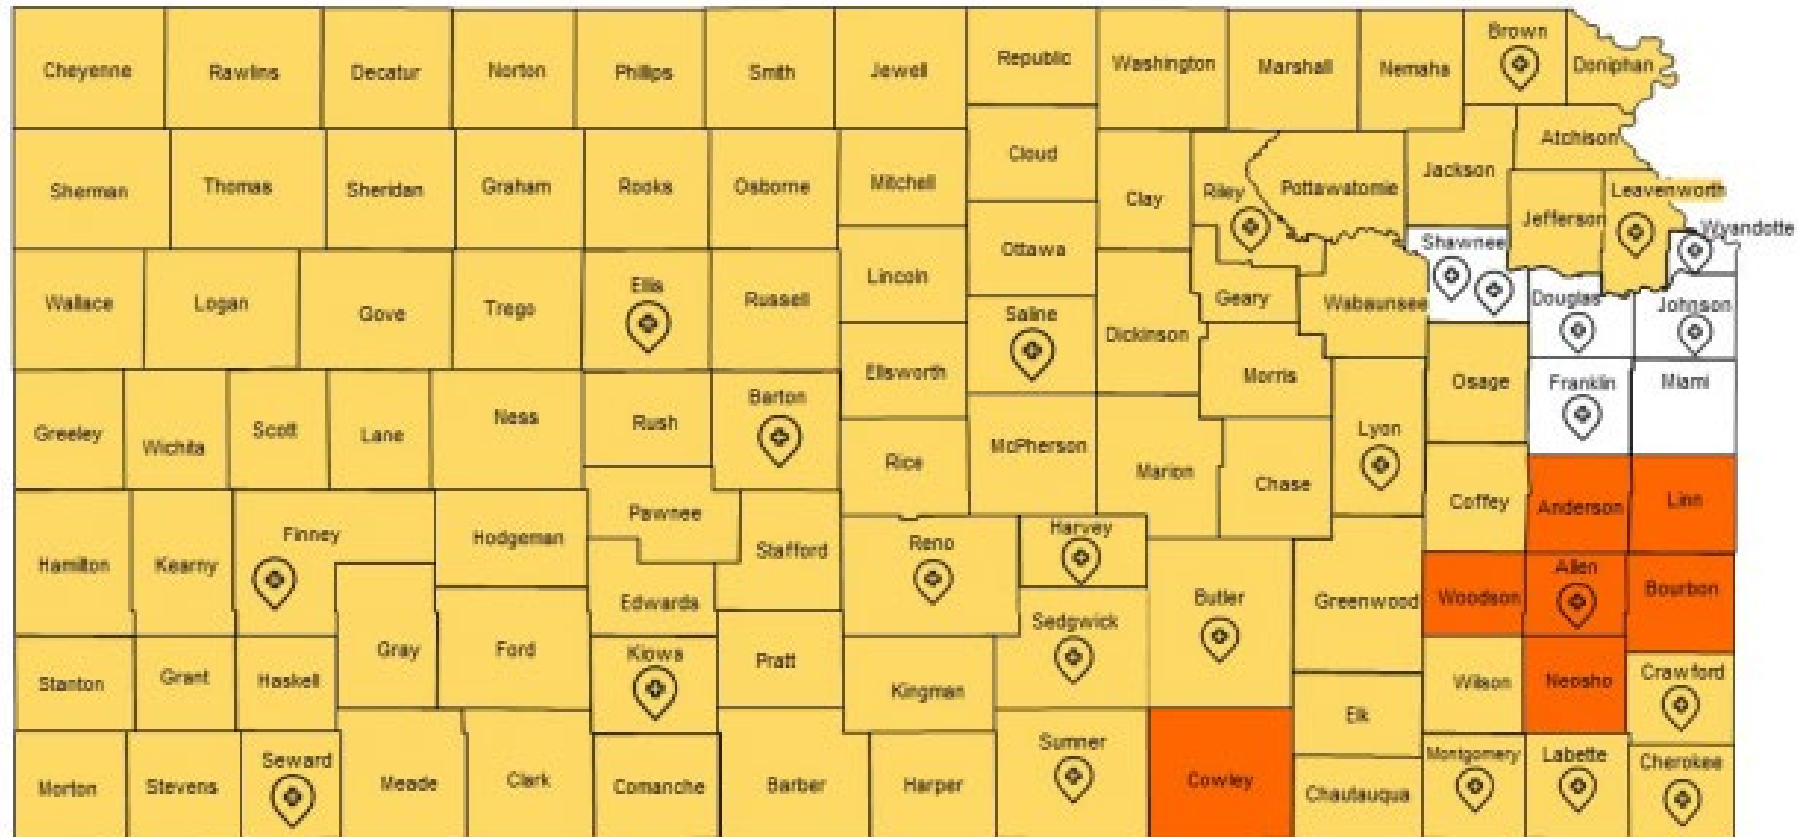 Cheyenne
Rawlins
Decatur
Norton
Phillips
Smith
Jewell
Republic
Washington
Marshall
Nemaha
Brown
Doniphan
Sherman
Thomas
Sheridan
Graham
Rooks
Osborne
Mitchell
Cloud
Clay
Riley
Pottawatomie
Jackson
Atchison
Jefferson
Leavenworth
Wyandotte
Wallace
Logan
Gove
Trego
Ellis
Russell
Lincoln
Ottawa
Saline
Dickinson
Geary
Wabaunsee
Shawnee
Douglas
Johnson
Greeley
Wichita
Scott
Lane
Ness
Rush
Barton
Ellsworth
Rice
McPherson
Marion
Morris
Chase
Lyon
Osage
Franklin
Miami
Hamilton
Kearny
Finney
Hodgeman
Pawnee
Edwards
Stafford
Reno
Harvey
Sedgwick
Butler
Greenwood
Coffey
Anderson
Linn
Woodson
Allen
Bourbon
Stanton
Grant
Haskell
Gray
Ford
Kiowa
Pratt
Kingman
Sumner
Cowley
Elk
Wilson
Neosho
Crawford
Morton
Stevens
Seward
Meade
Clark
Comanche
Barber
Harper
Chautauqua
Montgomery
Labette
Cherokee